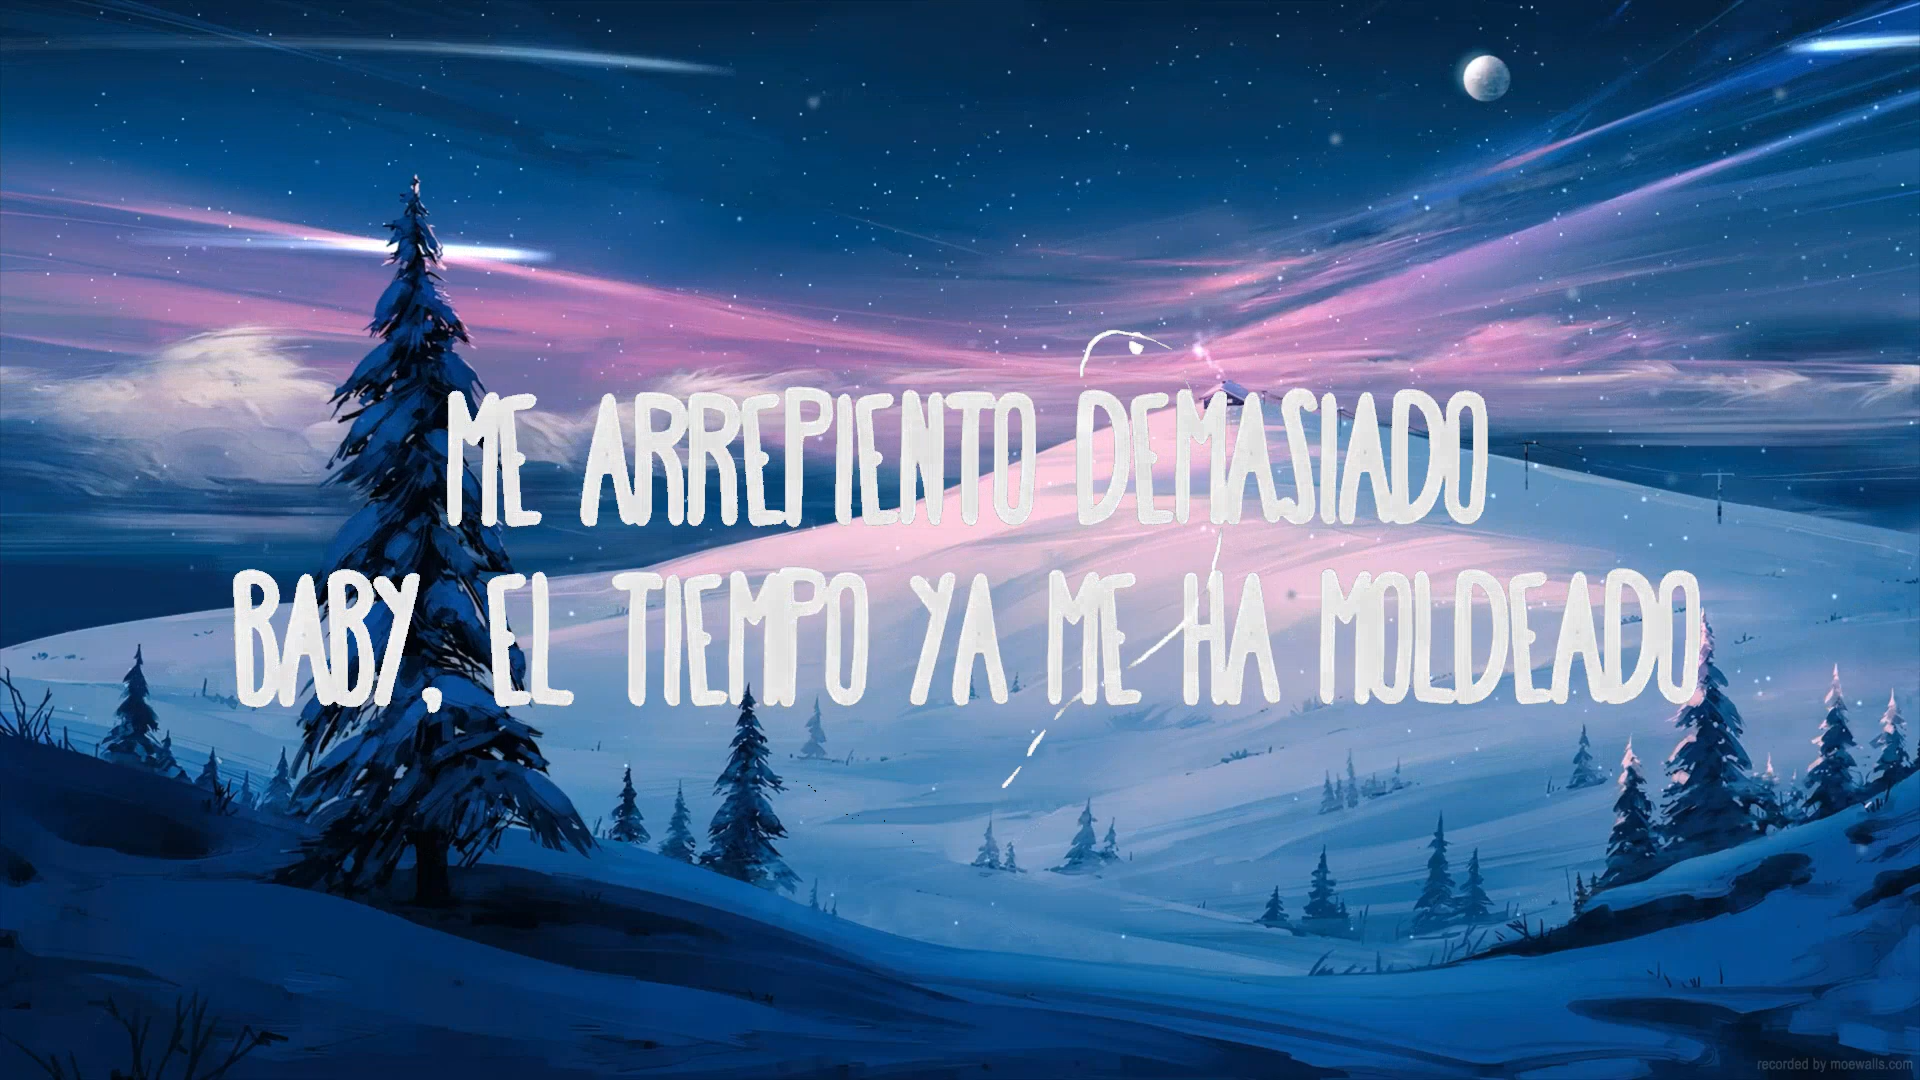 ME ARREPIENTO DEMASIADO
BABY, EL TIEMPO YA ME HA MOLDEADO
recorded by moewalls.com